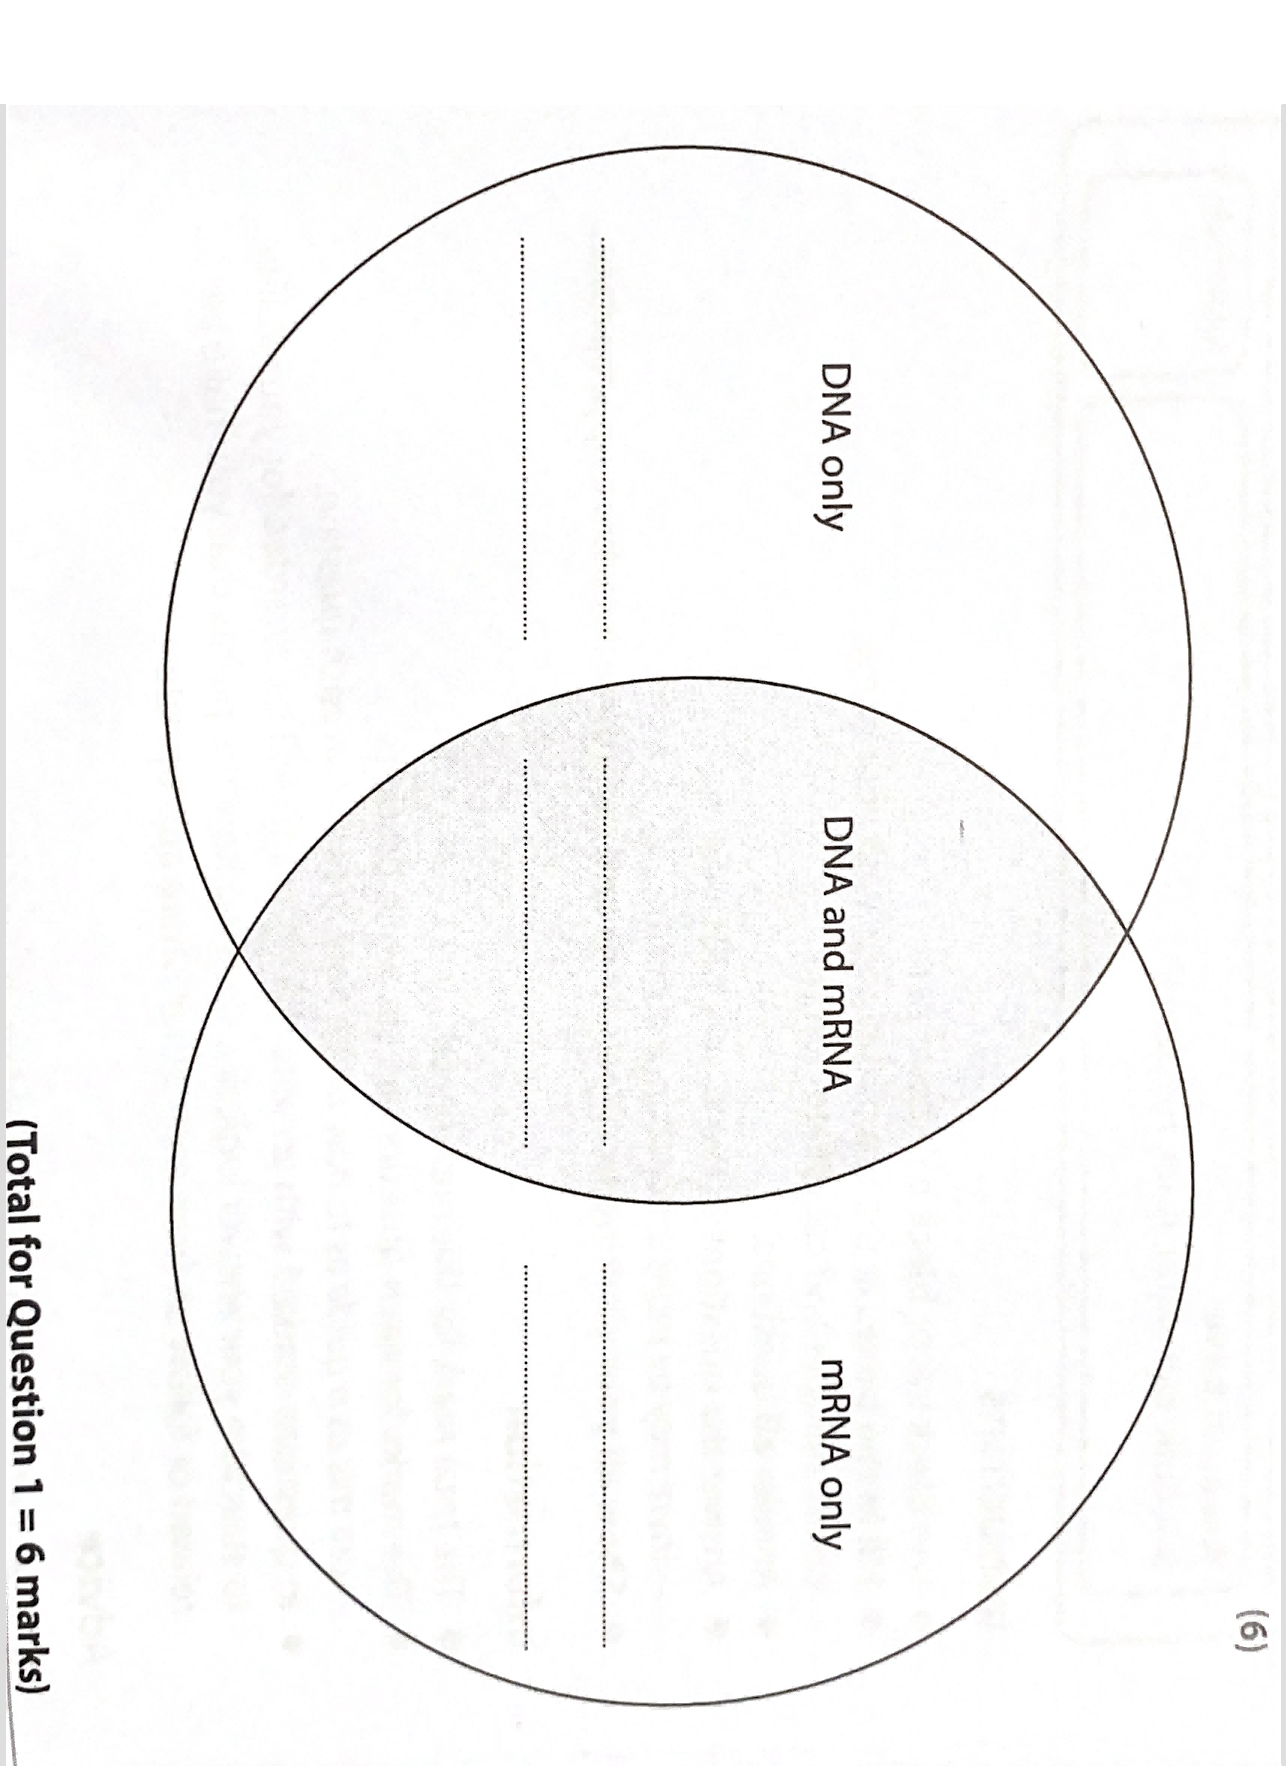 (6)
DNA only
DNA and mRNA
mRNA only
(Total for Question 1 = 6 marks)